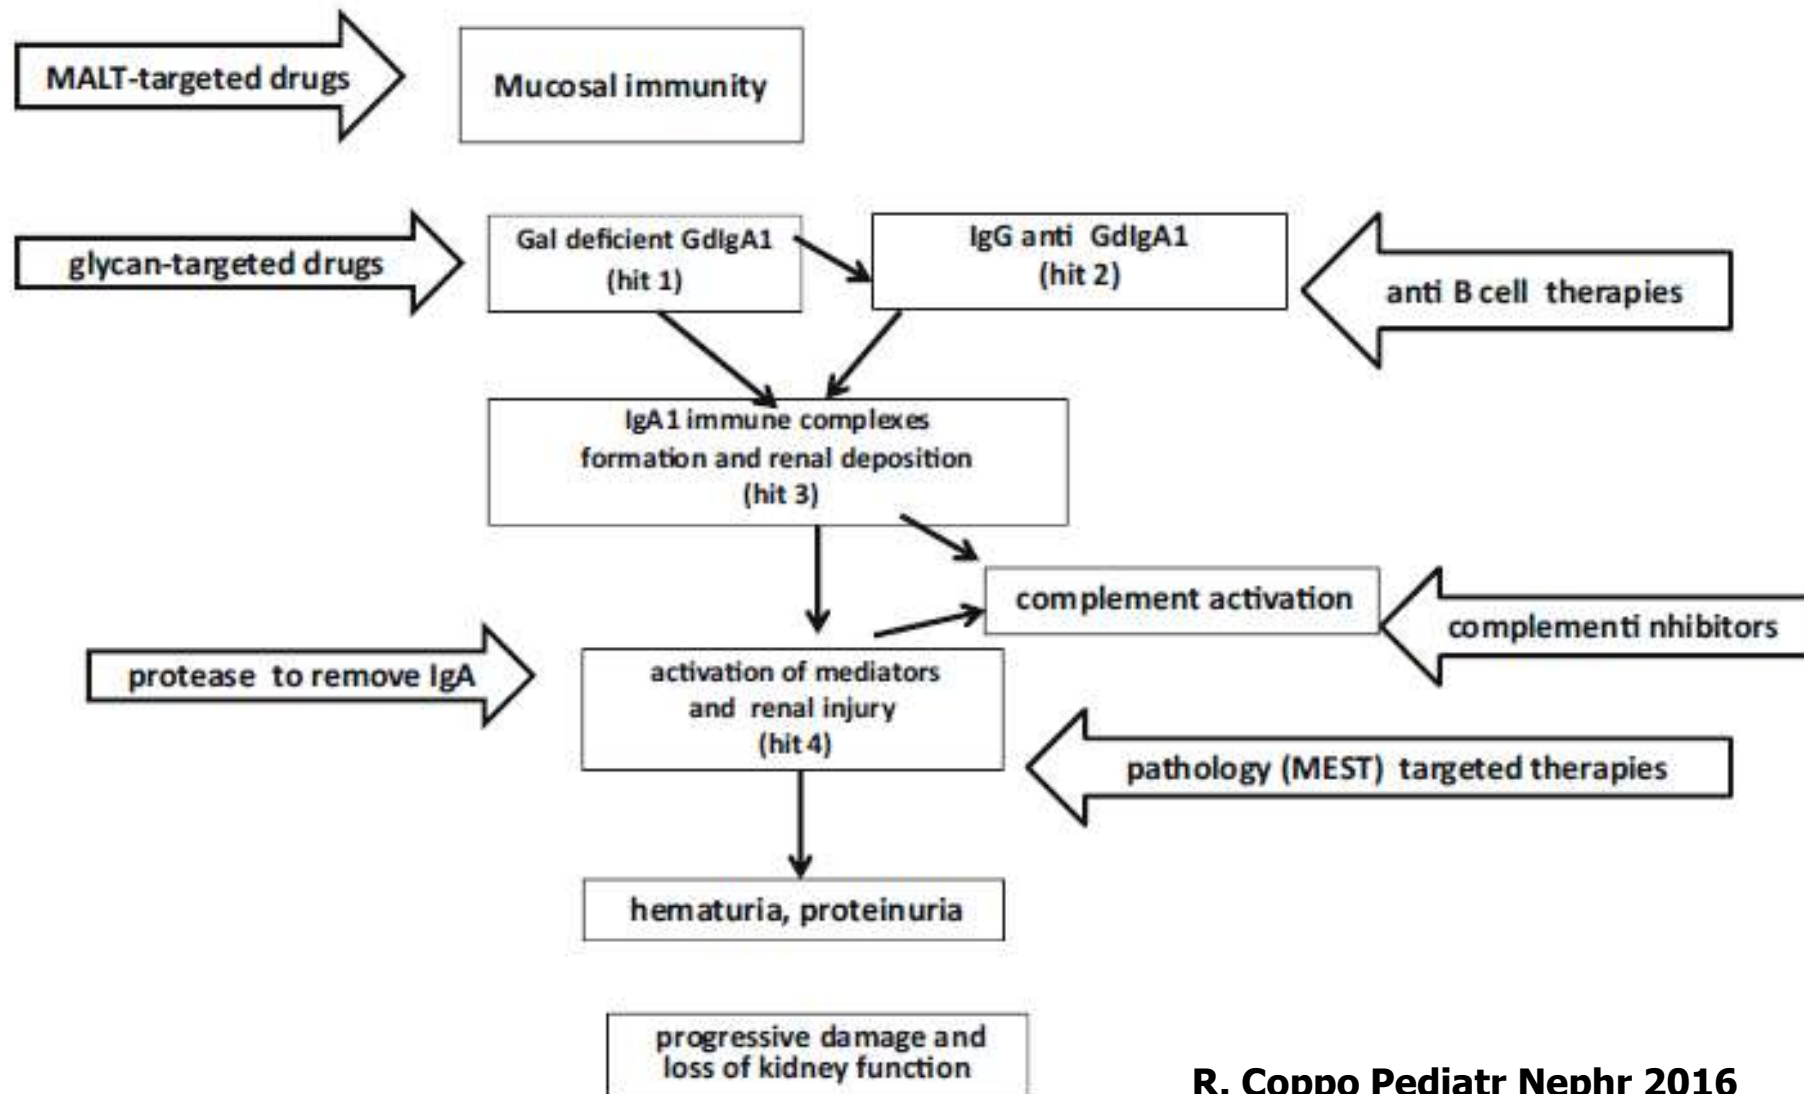 MALT-targeted drugs
Mucosal immunity
glycan-targeted drugs
Gal deficient GdIgA1
(hit 1)
IgG anti GdIgA1
(hit 2)
anti B cell therapies
IgA1 immune complexes
formation and renal deposition
(hit 3)
complement activation
complementi nhibitors
protease to remove IgA
activation of mediators
and renal injury
(hit 4)
pathology (MEST) targeted therapies
hematuria, proteinuria
progressive damage and
loss of kidney function
R. Coppo Pediatr Nephr 2016